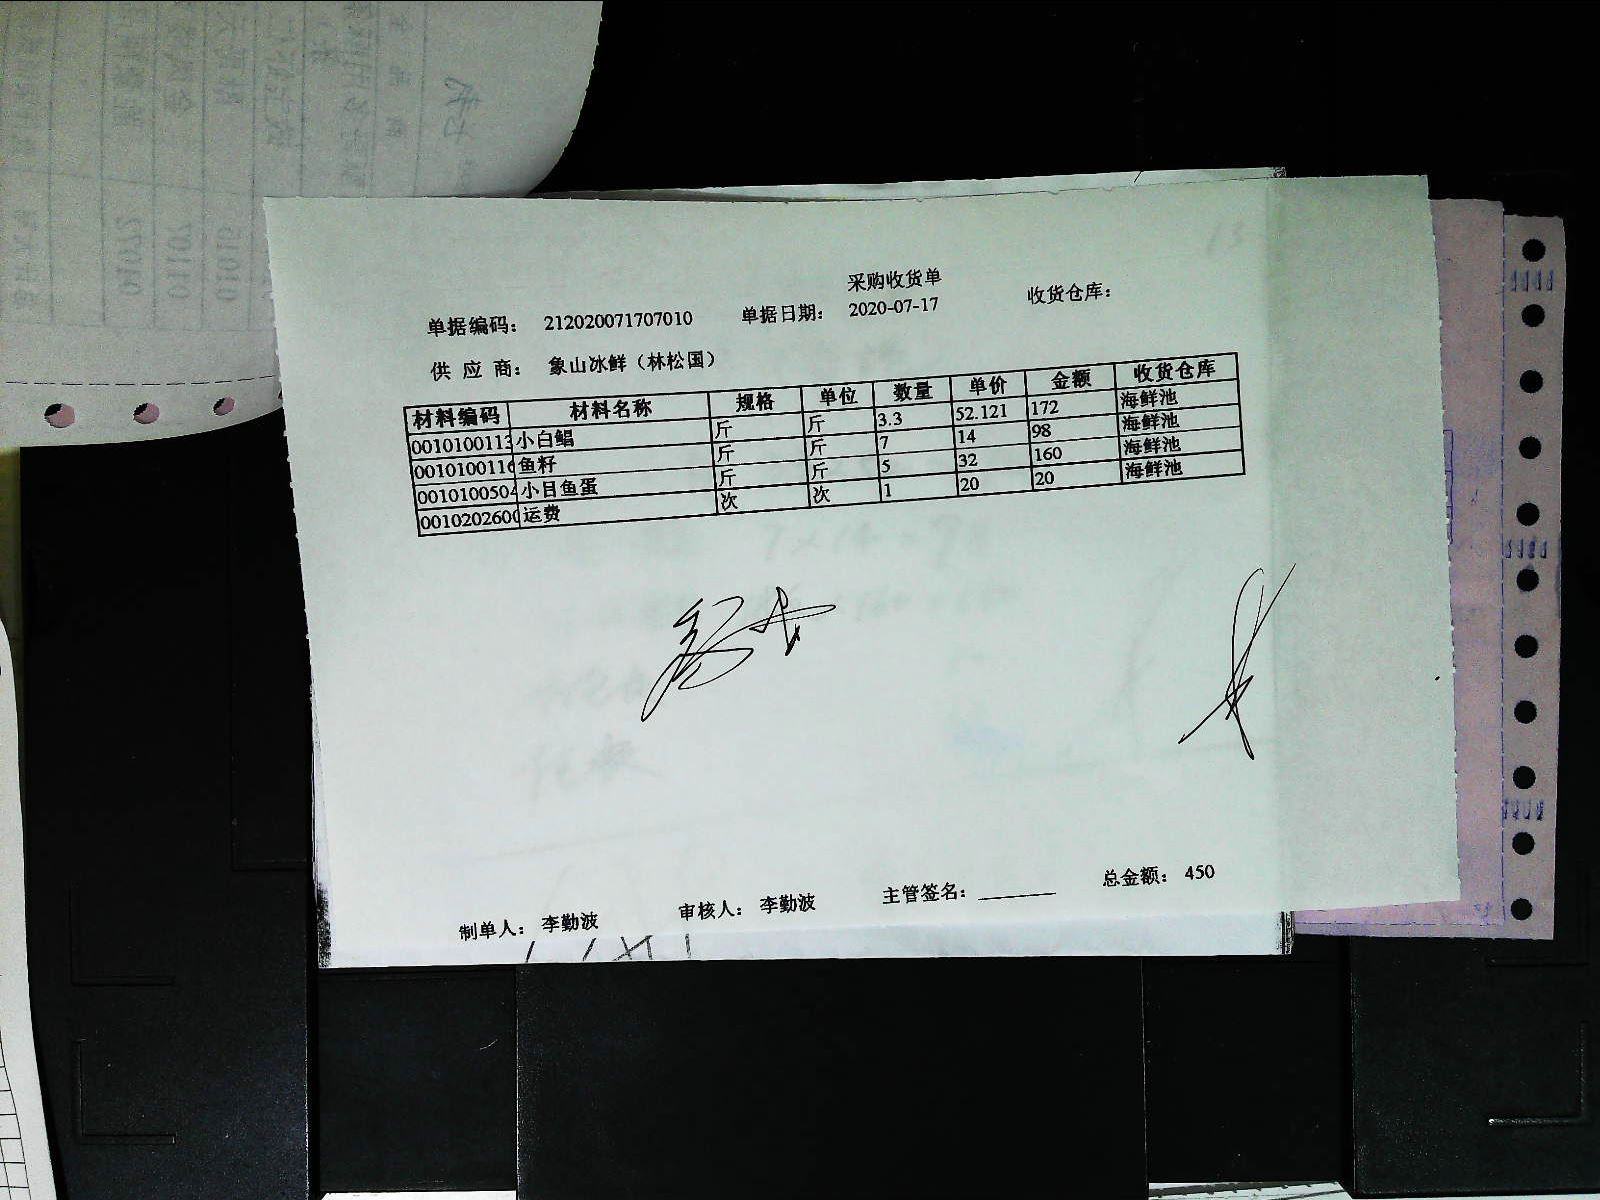 采购收货单
单据编码： 212020071707010 单据日期： 2020-07-17 收货仓库：
供 应 商： 象山冰鲜（林松国）
材料编码 材料名称 规格 单位 数量 单价 金额 收货仓库
0010100113 小白鲳 斤 斤 3.3 52.121 172 海鲜池
0010100116 鱼籽 斤 斤 7 14 98 海鲜池
0010100504 小目鱼蛋 斤 斤 5 32 160 海鲜池
0010202600 运费 次 次 1 20 20 海鲜池
制单人： 李勤波 审核人： 李勤波 主管签名： 总金额： 450